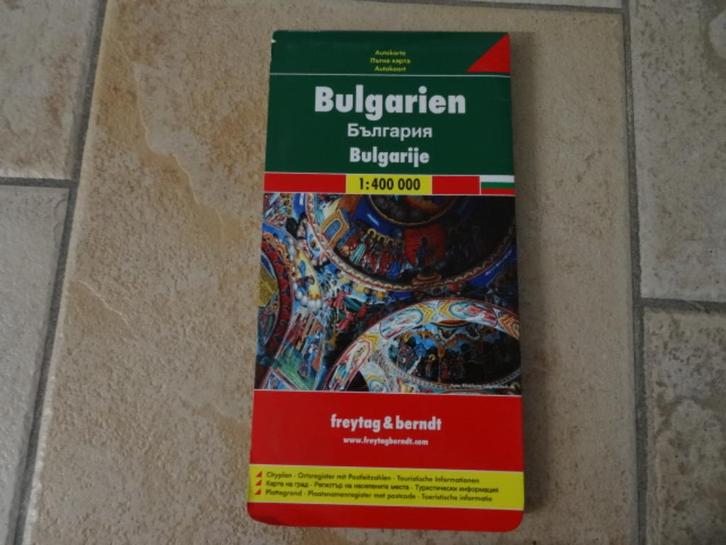 Autokarte
Пътна карта
Autokaart
Bulgarien
България
Bulgarije
1:400 000
freytag & berndt
www.freytagberndt.com
Cityplan · Ortsregister mit Postleitzahlen · Touristische Informationen
Карта на град · Регистър на населените места · Туристически информация
Plattegrond · Plaatsnamenregister met postcode · Toeristische informatie